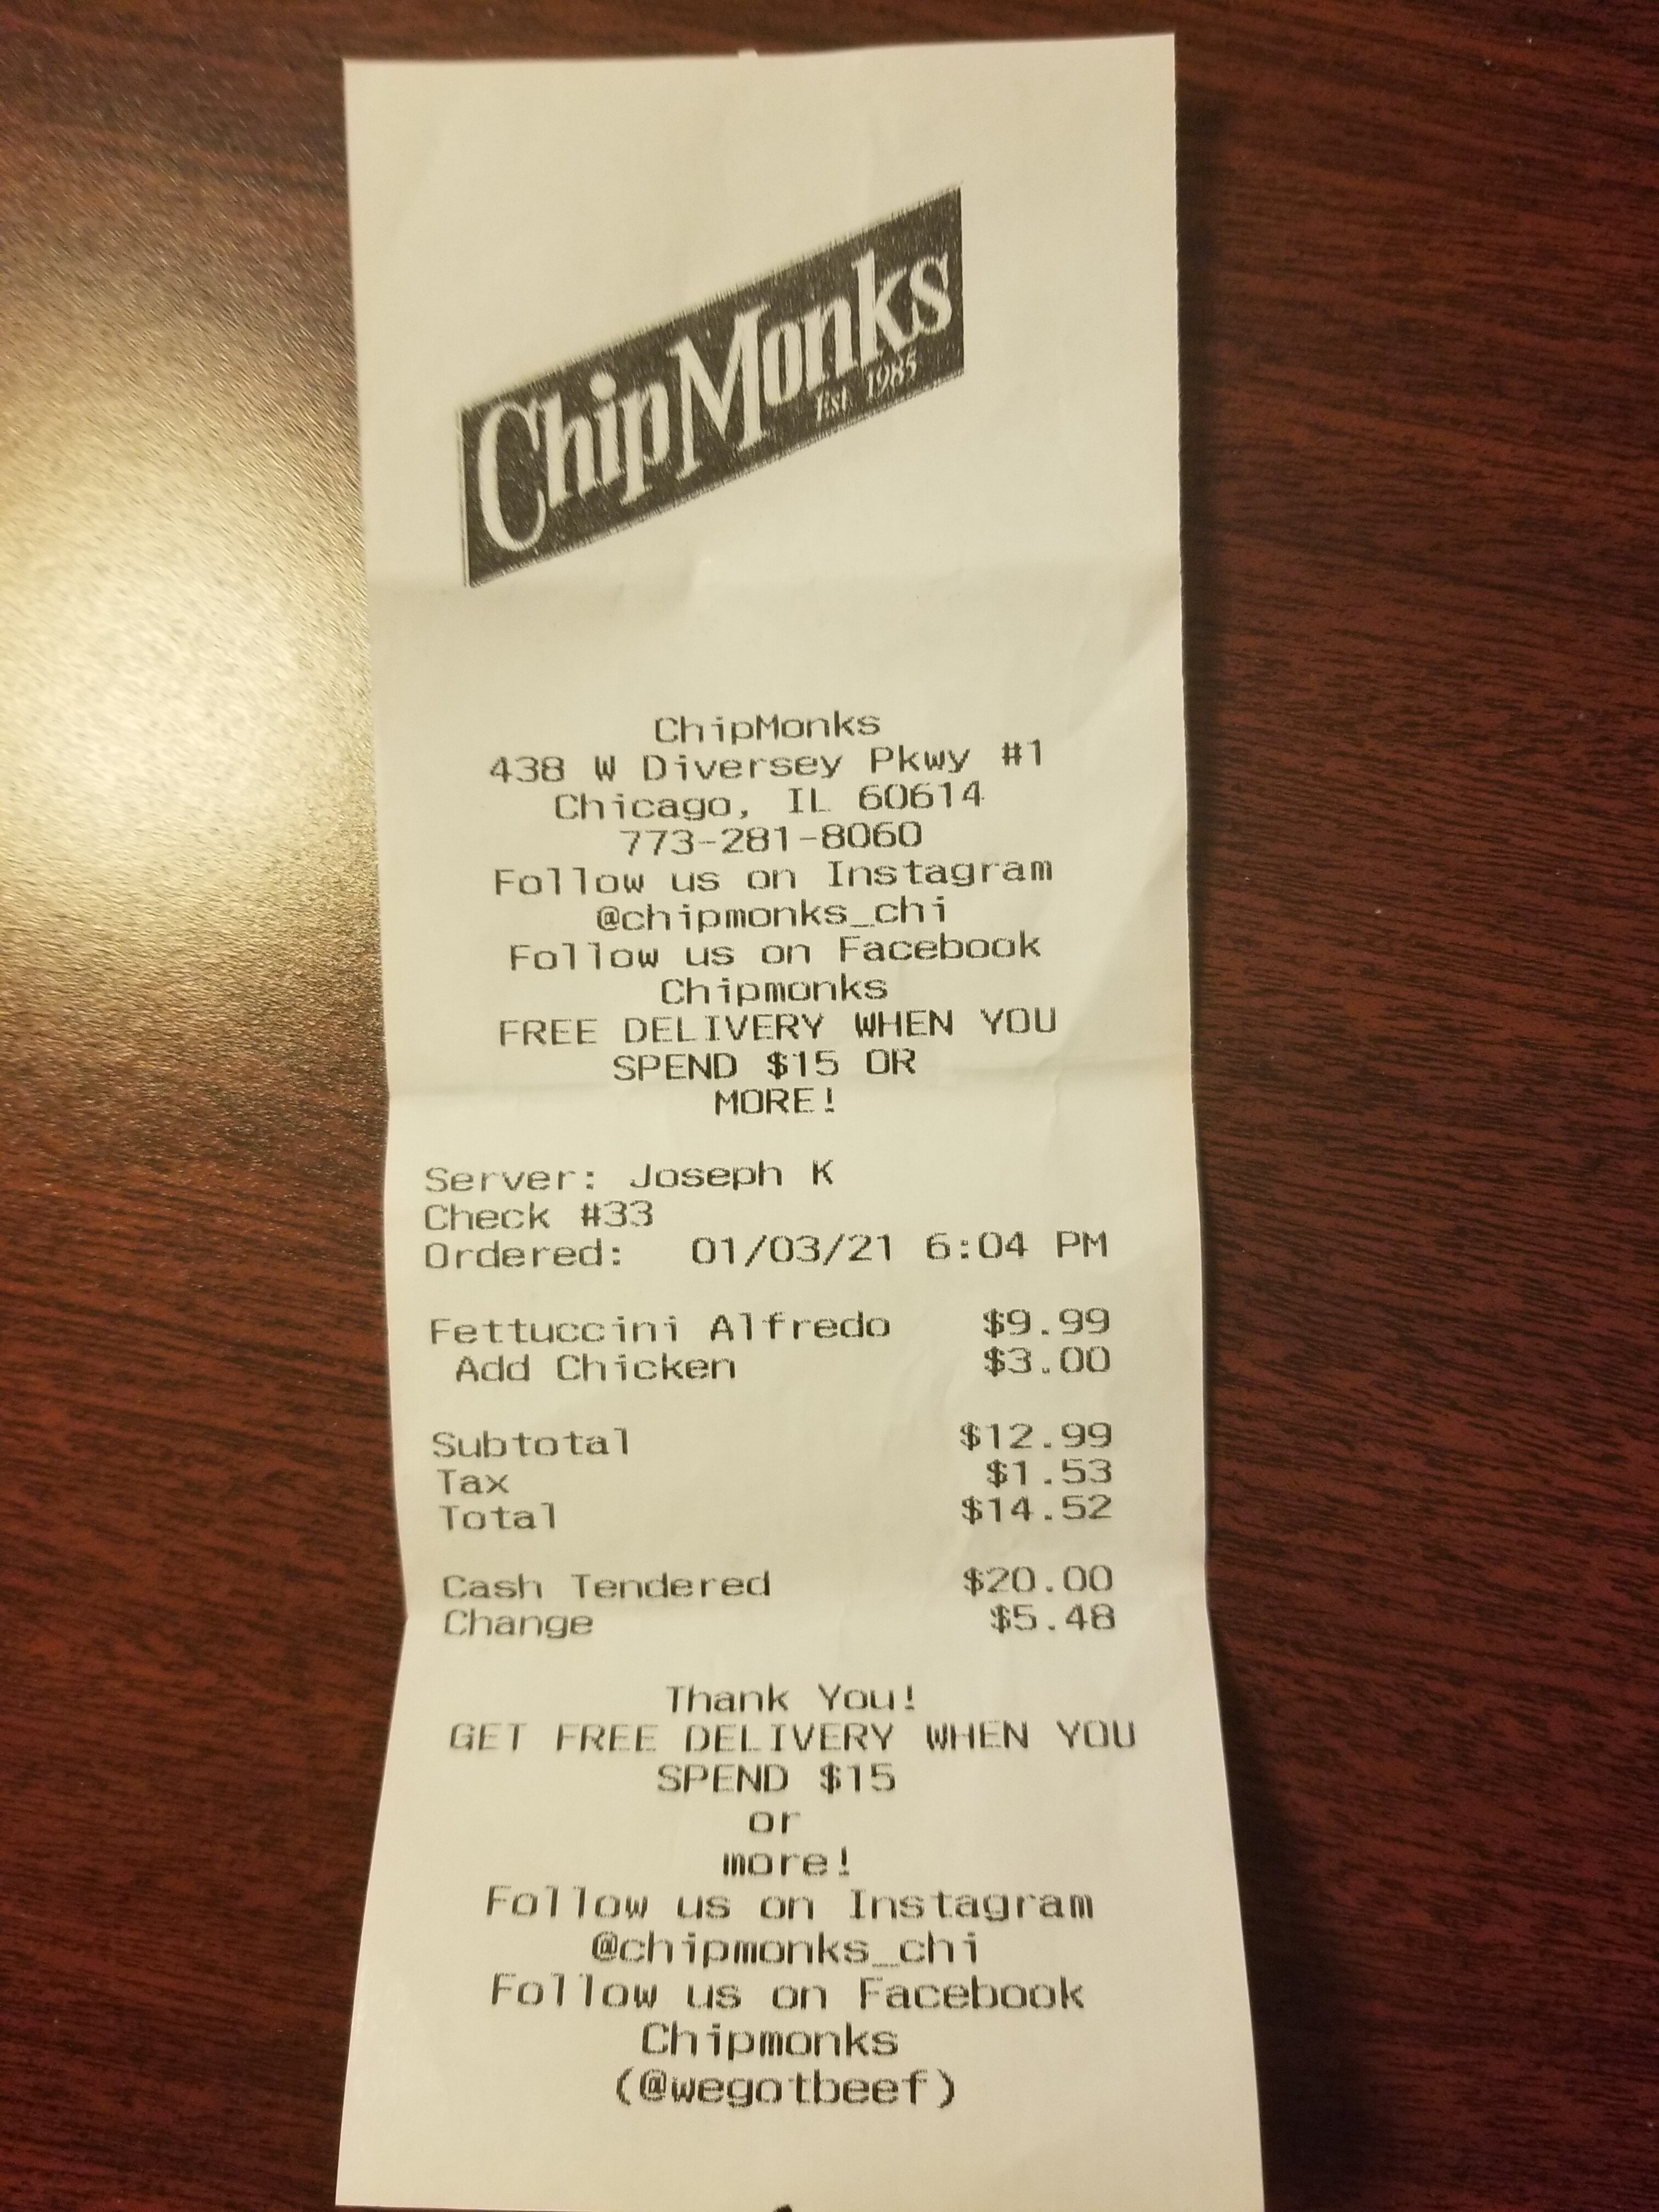 ChipMonks
Est 1985
ChipMonks
438 W Diversey Pkwy #1
Chicago, IL 60614
773-281-8060
Follow us on Instagram
@chipmonks_chi
Follow us on Facebook
Chipmonks
FREE DELIVERY WHEN YOU
SPEND $15 OR
MORE!
Server: Joseph K
Check #33
Ordered: 01/03/21 6:04 PM
Fettuccini Alfredo $9.99
Add Chicken $3.00
Subtotal $12.99
Tax $1.53
Total $14.52
Cash Tendered $20.00
Change $5.48
Thank You!
GET FREE DELIVERY WHEN YOU
SPEND $15
or
more!
Follow us on Instagram
@chipmonks_chi
Follow us on Facebook
Chipmonks
(@wegotbeef)